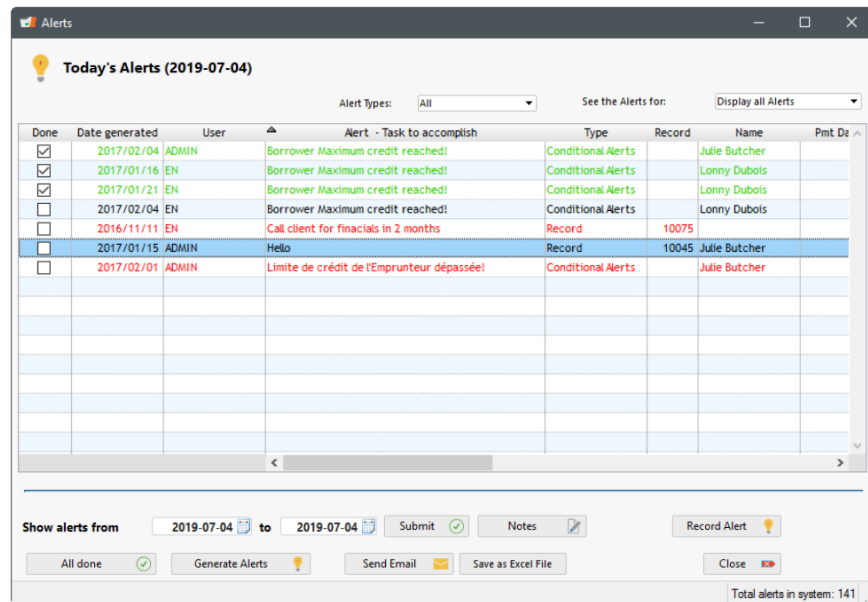 Alerts
Today's Alerts (2019-07-04)
Alert Types: All See the Alerts for: Display all Alerts
Done Date generated User Alert - Task to accomplish Type Record Name Pmt Da
2017/02/04 ADMIN Borrower Maximum credit reached! Conditional Alerts Julie Butcher
2017/01/16 EN Borrower Maximum credit reached! Conditional Alerts Lonny Dubois
2017/01/21 EN Borrower Maximum credit reached! Conditional Alerts Lonny Dubois
2017/02/04 EN Borrower Maximum credit reached! Conditional Alerts Lonny Dubois
2016/11/11 EN Call client for finacials in 2 months Record 10075
2017/01/15 ADMIN Hello Record 10045 Julie Butcher
2017/02/01 ADMIN Limite de crédit de l'Emprunteur dépassée! Conditional Alerts Julie Butcher
Show alerts from 2019-07-04 to 2019-07-04 Submit Notes Record Alert
All done Generate Alerts Send Email Save as Excel File Close
Total alerts in system: 141